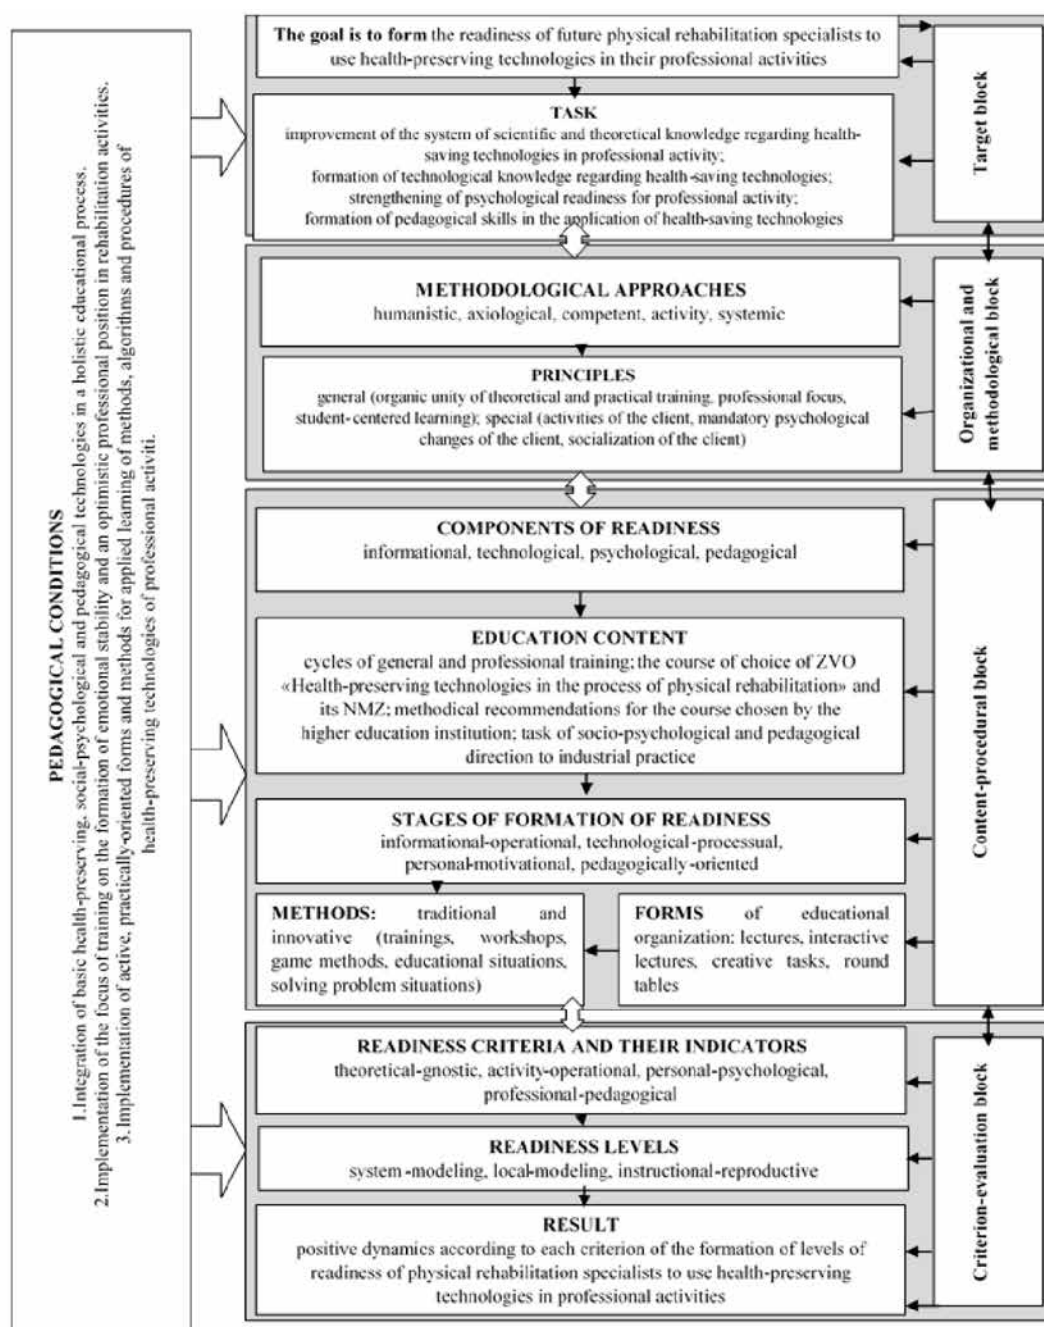 PEDAGOGICAL CONDITIONS
1.Integration of basic health-preserving, social-psychological and pedagogical technologies in a holistic educational process.
2.Implementation of the focus of training on the formation of emotional stability and an optimistic professional position in rehabilitation activities.
3. Implementation of active, practically-oriented forms and methods for applied learning of methods, algorithms and procedures of
health-preserving technologies of professional activiti.
The goal is to form the readiness of future physical rehabilitation specialists to
use health-preserving technologies in their professional activities
TASK
improvement of the system of scientific and theoretical knowledge regarding health-
saving technologies in professional activity;
formation of technological knowledge regarding health-saving technologies;
strengthening of psychological readiness for professional activity;
formation of pedagogical skills in the application of health-saving technologies
Target block
METHODOLOGICAL APPROACHES
humanistic, axiological, competent, activity, systemic
PRINCIPLES
general (organic unity of theoretical and practical training, professional focus,
student-centered learning); special (activities of the client, mandatory psychological
changes of the client, socialization of the client)
Organizational and
methodological block
COMPONENTS OF READINESS
informational, technological, psychological, pedagogical
EDUCATION CONTENT
cycles of general and professional training; the course of choice of ZVO
«Health-preserving technologies in the process of physical rehabilitation» and
its NMZ; methodical recommendations for the course chosen by the
higher education institution; task of socio-psychological and pedagogical
direction to industrial practice
STAGES OF FORMATION OF READINESS
informational-operational, technological-processual,
personal-motivational, pedagogically-oriented
METHODS: traditional and
innovative (trainings, workshops,
game methods, educational situations,
solving problem situations)
FORMS of educational
organization: lectures, interactive
lectures, creative tasks, round
tables
Content-procedural block
READINESS CRITERIA AND THEIR INDICATORS
theoretical-gnostic, activity-operational, personal-psychological,
professional-pedagogical
READINESS LEVELS
system-modeling, local-modeling, instructional-reproductive
RESULT
positive dynamics according to each criterion of the formation of levels of
readiness of physical rehabilitation specialists to use health-preserving
technologies in professional activities
Criterion-evaluation block